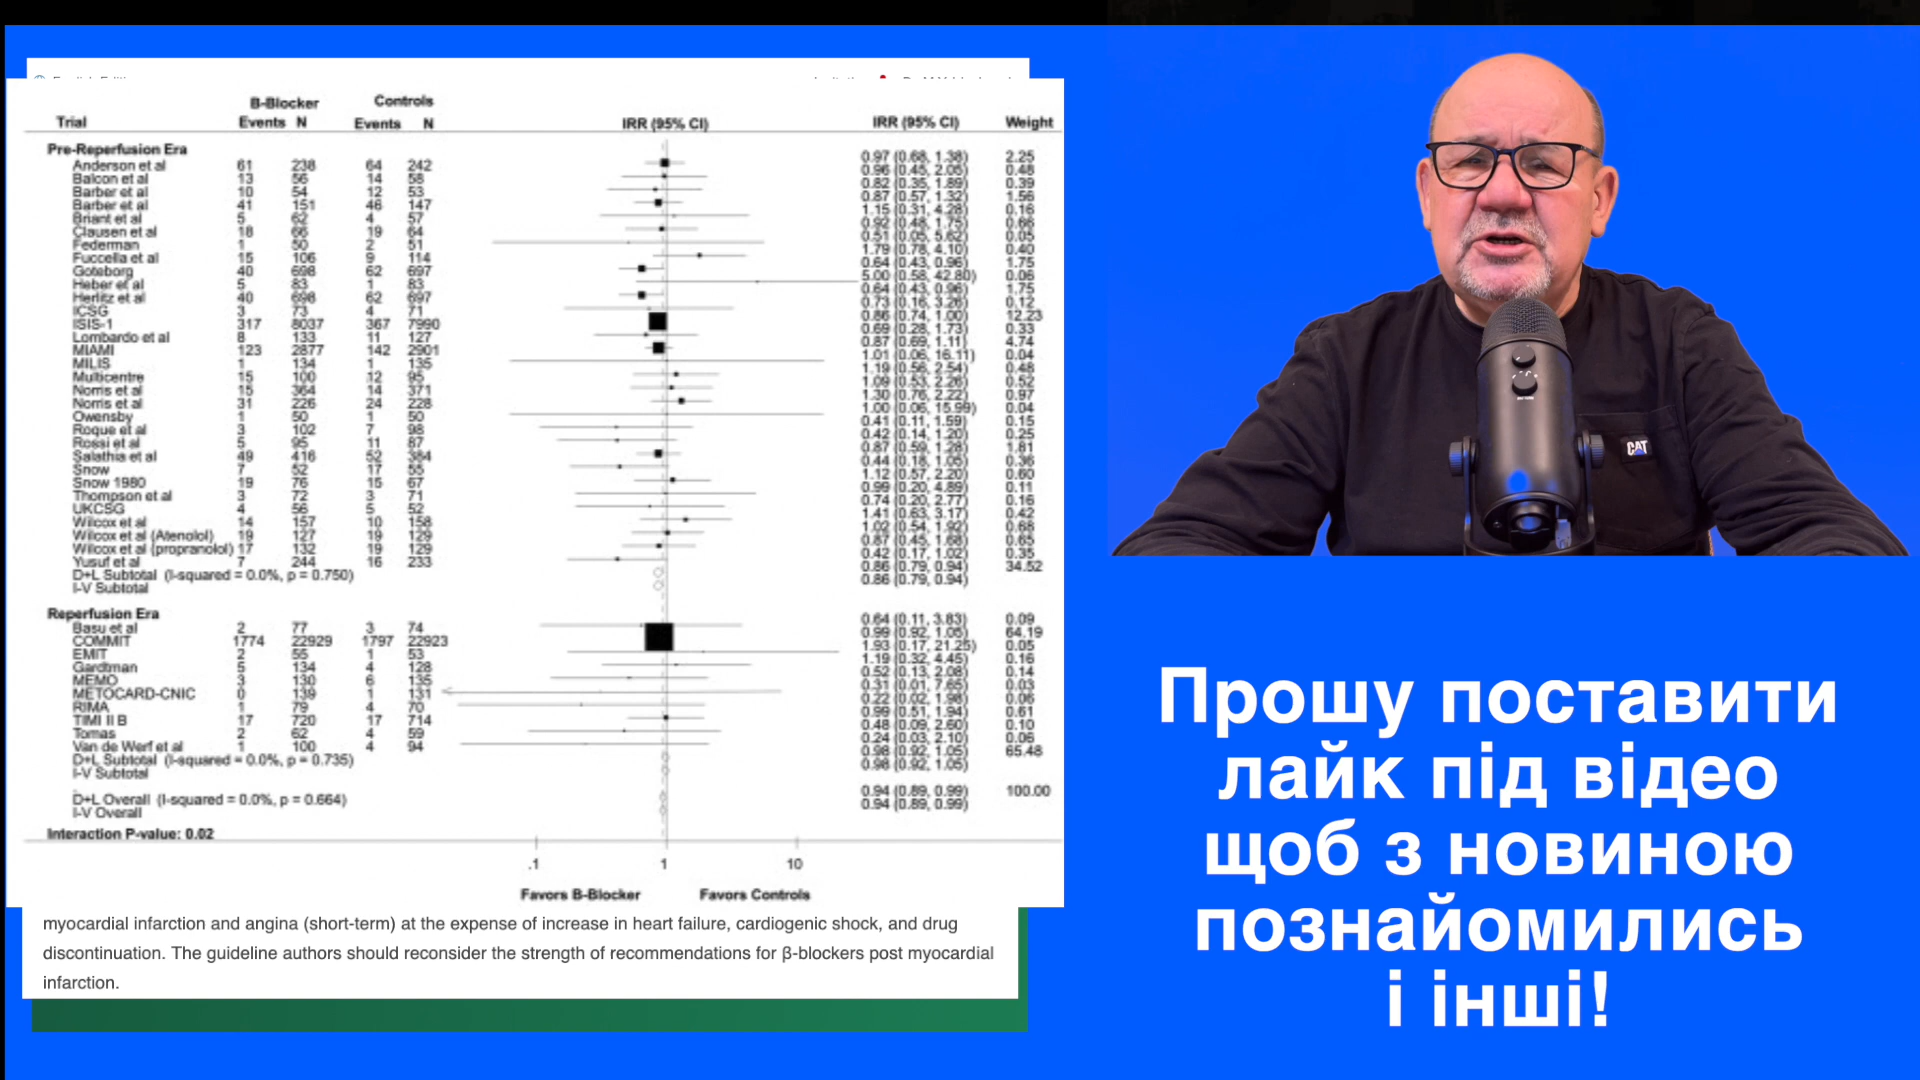 B-Blocker Controls
Trial Events N Events N IRR (95% CI) IRR (95% CI) Weight
Pre-Reperfusion Era
Anderson et al 61 238 64 242 0.97 (0.68, 1.38) 2.25
Balcon et al 13 56 14 58 0.96 (0.45, 2.05) 0.48
Barber et al 10 54 12 53 0.82 (0.35, 1.89) 0.39
Barber et al 41 151 46 147 0.87 (0.57, 1.32) 1.56
Briant et al 5 62 4 57 1.15 (0.31, 4.28) 0.16
Clausen et al 18 66 19 64 0.92 (0.48, 1.75) 0.66
Federman 1 50 2 51 0.51 (0.05, 5.62) 0.05
Fuccella et al 15 106 9 114 1.79 (0.78, 4.10) 0.40
Goteborg 40 698 62 697 0.64 (0.43, 0.96) 1.75
Heber et al 5 83 1 83 5.00 (0.58, 42.80) 0.06
Herlitz et al 40 698 62 697 0.64 (0.43, 0.96) 1.75
ICSG 3 73 4 71 0.73 (0.16, 3.26) 0.12
ISIS-1 317 8037 367 7990 0.86 (0.74, 1.00) 12.23
Lombardo et al 8 133 11 127 0.69 (0.28, 1.73) 0.33
MIAMI 123 2877 142 2901 0.87 (0.69, 1.11) 4.74
MILIS 1 134 1 135 1.01 (0.06, 16.11) 0.04
Multicentre 15 100 12 95 1.19 (0.56, 2.54) 0.48
Norris et al 15 364 14 371 1.09 (0.53, 2.26) 0.52
Norris et al 31 226 24 228 1.30 (0.76, 2.22) 0.97
Owensby 1 50 1 50 1.00 (0.06, 15.99) 0.04
Roque et al 3 102 7 98 0.41 (0.11, 1.59) 0.15
Rossi et al 5 95 11 87 0.42 (0.14, 1.20) 0.25
Salathia et al 49 416 52 384 0.87 (0.59, 1.28) 1.81
Snow 7 52 17 55 0.44 (0.18, 1.05) 0.36
Snow 1980 19 76 15 67 1.12 (0.57, 2.20) 0.60
Thompson et al 3 72 3 71 0.99 (0.20, 4.89) 0.11
UKCSG 4 56 5 52 0.74 (0.20, 2.77) 0.16
Wilcox et al 14 157 10 158 1.41 (0.63, 3.17) 0.42
Wilcox et al (Atenolol) 19 127 19 129 1.02 (0.54, 1.92) 0.68
Wilcox et al (propranolol) 17 132 19 129 0.87 (0.45, 1.68) 0.65
Yusuf et al 7 244 16 233 0.42 (0.17, 1.02) 0.35
D+L Subtotal (I-squared = 0.0%, p = 0.750) 0.86 (0.79, 0.94) 34.52
I-V Subtotal 0.86 (0.79, 0.94)
Reperfusion Era
Basu et al 2 77 3 74 0.64 (0.11, 3.83) 0.09
COMMIT 1774 22929 1797 22923 0.99 (0.92, 1.05) 64.19
EMIT 2 55 1 53 1.93 (0.17, 21.25) 0.05
Gardtman 5 134 4 128 1.19 (0.32, 4.45) 0.16
MEMO 3 130 6 135 0.52 (0.13, 2.08) 0.14
METOCARD-CNIC 0 139 1 131 0.31 (0.01, 7.65) 0.03
RIMA 1 79 4 70 0.22 (0.02, 1.98) 0.06
TIMI II B 17 720 17 714 0.99 (0.51, 1.94) 0.61
Tomas 2 62 4 59 0.48 (0.09, 2.60) 0.10
Van de Werf et al 1 100 4 94 0.24 (0.03, 2.10) 0.06
D+L Subtotal (I-squared = 0.0%, p = 0.735) 0.98 (0.92, 1.05) 65.48
I-V Subtotal 0.98 (0.92, 1.05)
D+L Overall (I-squared = 0.0%, p = 0.664) 0.94 (0.89, 0.99) 100.00
I-V Overall 0.94 (0.89, 0.99)
Interaction P-value: 0.02
.1 1 10
Favors B-Blocker Favors Controls
myocardial infarction and angina (short-term) at the expense of increase in heart failure, cardiogenic shock, and drug
discontinuation. The guideline authors should reconsider the strength of recommendations for β-blockers post myocardial
infarction.
CAT
Прошу поставити
лайк під відео
щоб з новиною
познайомились
і інші!